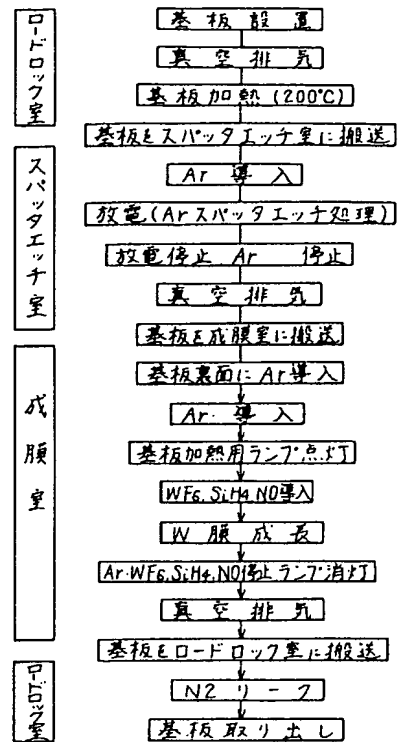 ロードロック室
基板設置
真空排気
基板加熱(200℃)
基板をスパッタエッチ室に搬送
スパッタエッチ室
Ar 導入
放電(Arスパッタエッチ処理)
放電停止 Ar 停止
真空排気
基板を成膜室に搬送
成膜室
基板裏面にAr導入
Ar 導入
基板加熱用ランプ点灯
WF6.SiH4.NO導入
W膜成長
Ar.WF6.SiH4.NO停止 ランプ消灯
真空排気
基板をロードロック室に搬送
ロードロック室
N2リーク
基板取り出し